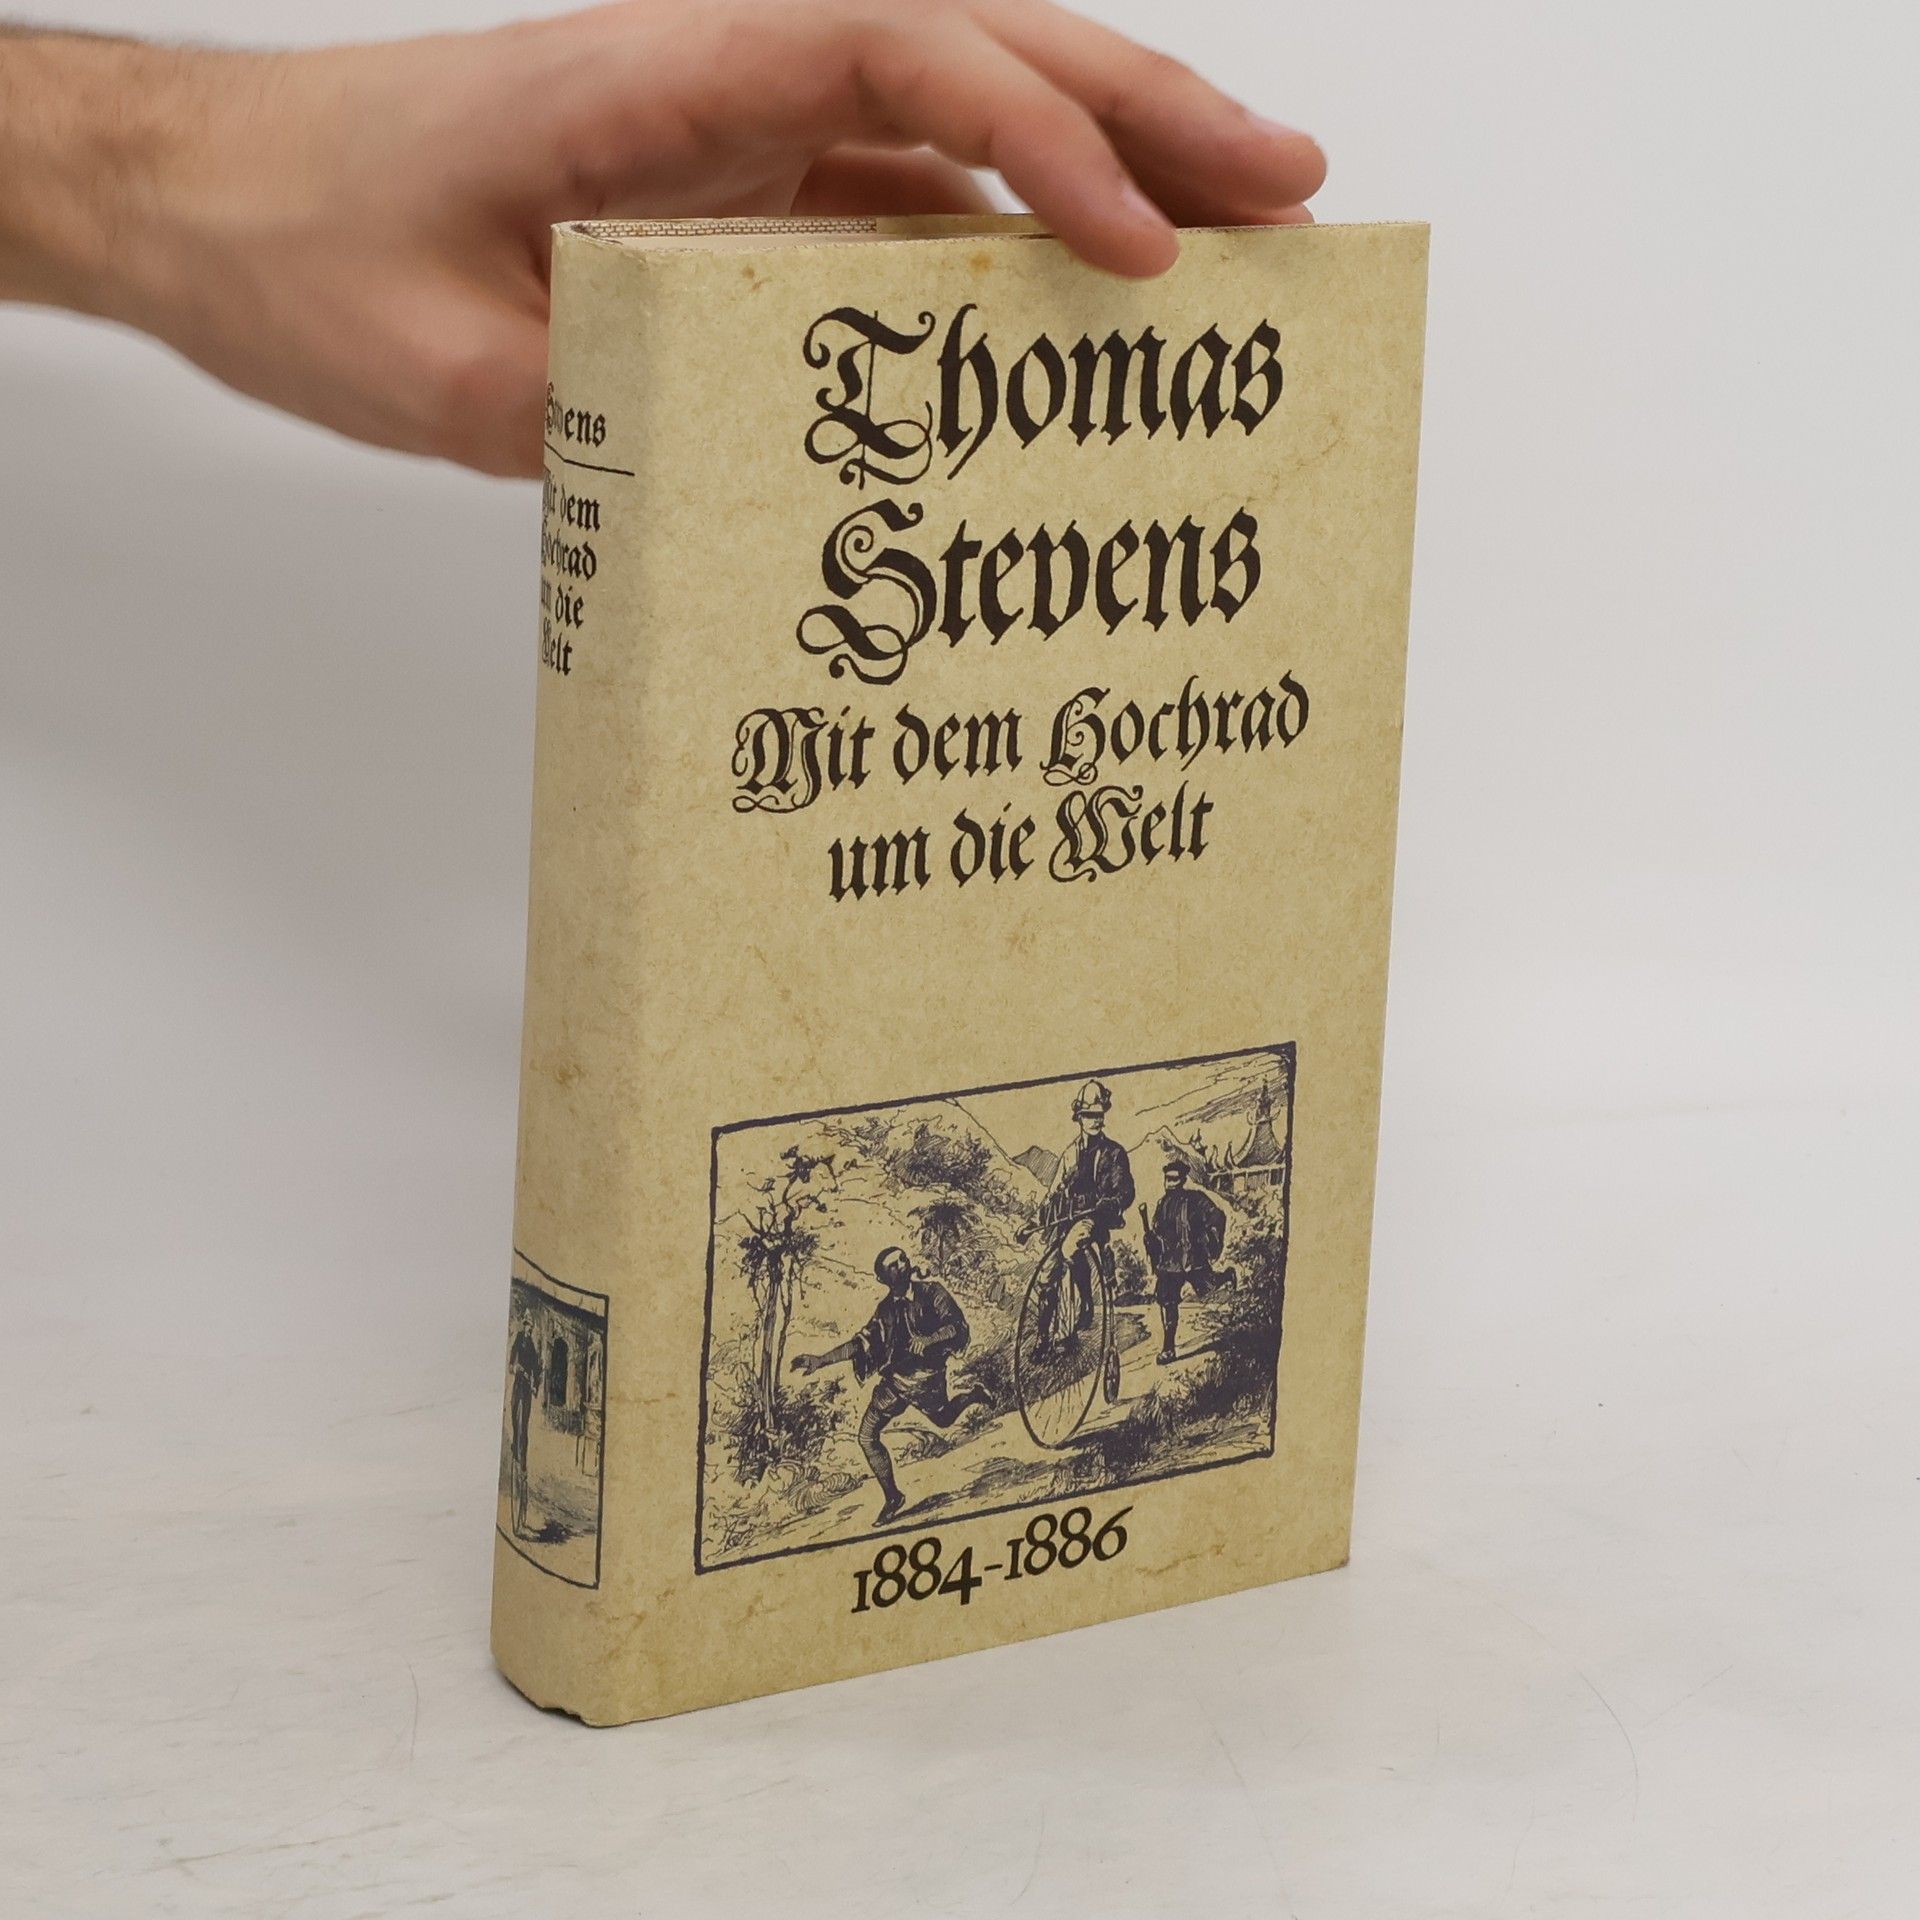 Stevens
Mit dem
Hochrad
um die
Welt
Thomas
Stevens
Mit dem Hochrad
um die Welt
1884-1886